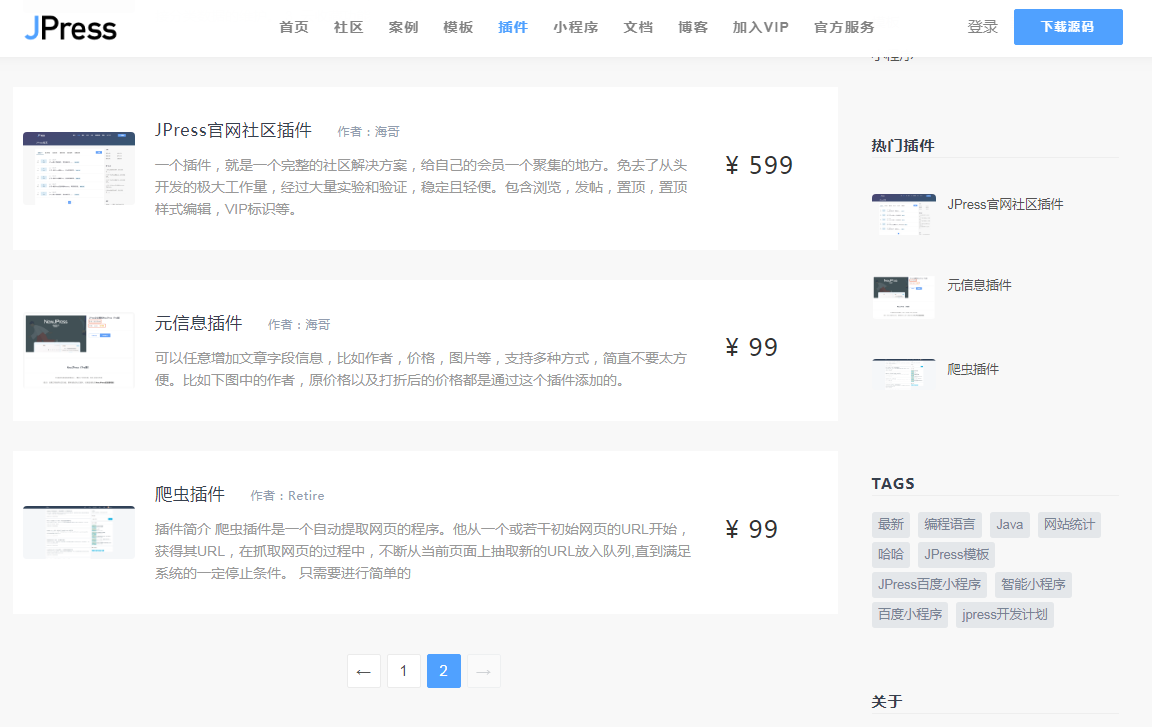 JPress
首页 社区 案例 模板 插件 小程序 文档 博客 加入VIP 官方服务 登录 下载源码
JPress官网社区插件 作者：海哥
一个插件，就是一个完整的社区解决方案，给自己的会员一个聚集的地方。免去了从头
开发的极大工作量，经过大量实验和验证，稳定且轻便。包含浏览，发帖，置顶，置顶
样式编辑，VIP标识等。
¥ 599
元信息插件 作者：海哥
可以任意增加文章字段信息，比如作者，价格，图片等，支持多种方式，简直不要太方
便。比如下图中的作者，原价格以及打折后的价格都是通过这个插件添加的。
¥ 99
爬虫插件 作者：Retire
插件简介 爬虫插件是一个自动提取网页的程序。他从一个或若干初始网页的URL开始，
获得其URL，在抓取网页的过程中，不断从当前页面上抽取新的URL放入队列,直到满足
系统的一定停止条件。 只需要进行简单的
¥ 99
← 1 2 →
小程序
热门插件
JPress官网社区插件
元信息插件
爬虫插件
TAGS
最新 编程语言 Java 网站统计
哈哈 JPress模板
JPress百度小程序 智能小程序
百度小程序 jpress开发计划
关于